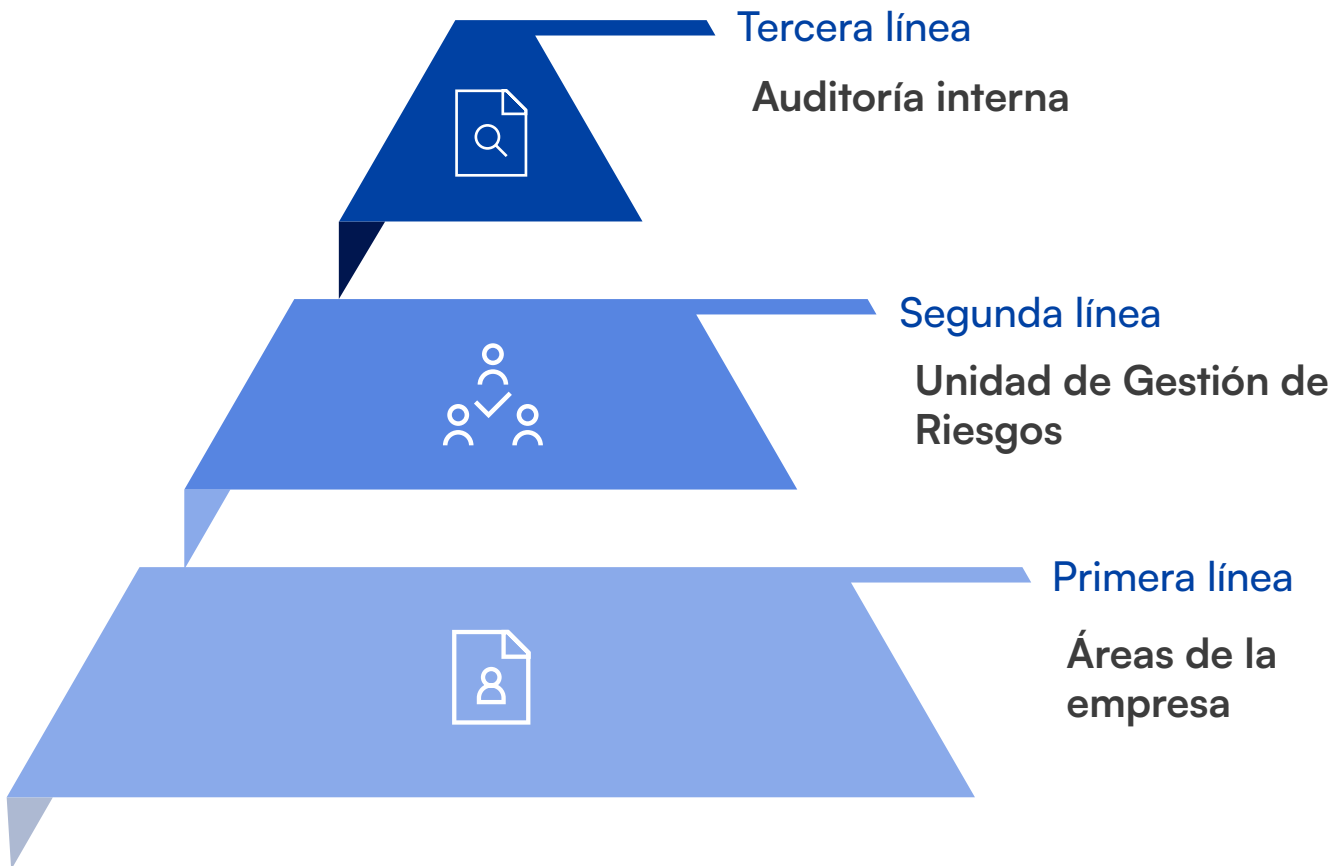 Tercera línea
Auditoría interna
Segunda línea
Unidad de Gestión de
Riesgos
Primera línea
Áreas de la
empresa